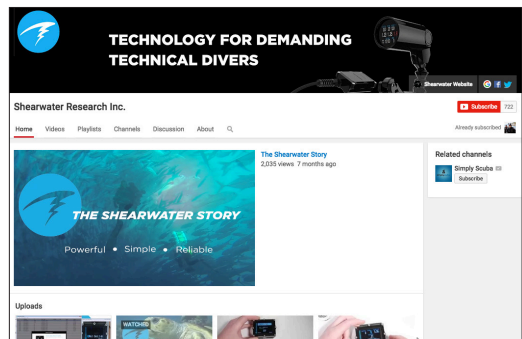 TECHNOLOGY FOR DEMANDING
TECHNICAL DIVERS
Shearwater Website
Shearwater Research Inc.
Subscribe 722
Home Videos Playlists Channels Discussion About
Already subscribed
The Shearwater Story
2,035 views 7 months ago
THE SHEARWATER STORY
Powerful • Simple • Reliable
Related channels
Simply Scuba
Subscribe
Uploads
WATCHED